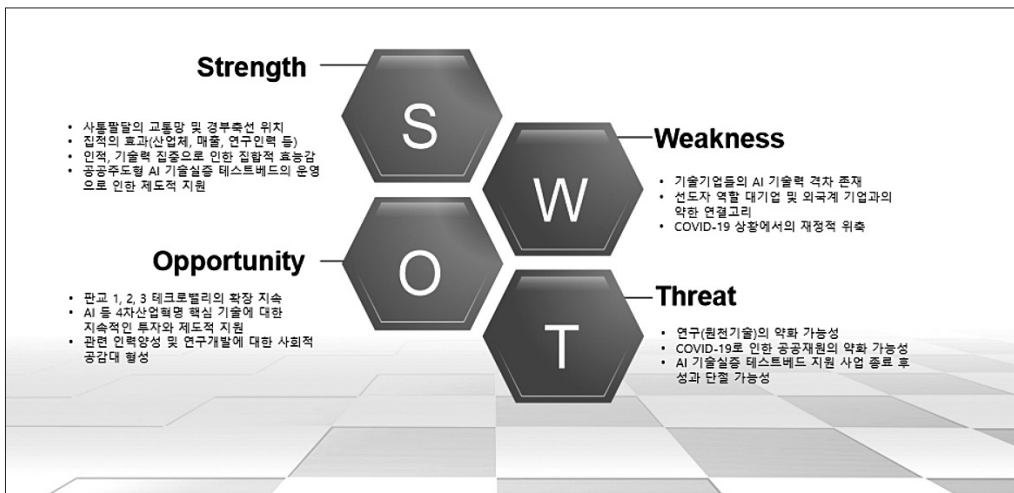 Strength
S
• 사통팔달의 교통망 및 경부축선 위치
• 집적의 효과(산업체, 매출, 연구인력 등)
• 인적, 기술력 집중으로 인한 집합적 효능감
• 공공주도형 AI 기술실증 테스트베드의 운영
으로 인한 제도적 지원
Weakness
W
• 기술기업들의 AI 기술력 격차 존재
• 선도자 역할 대기업 및 외국계 기업과의
약한 연결고리
• COVID-19 상황에서의 재정적 위축
Opportunity
O
• 판교 1, 2, 3 테크로밸리의 확장 지속
• AI 등 4차산업혁명 핵심 기술에 대한
지속적인 투자와 제도적 지원
• 관련 인력양성 및 연구개발에 대한 사회적
공감대 형성
Threat
T
• 연구(원천기술)의 약화 가능성
• COVID-19로 인한 공공재원의 약화 가능성
• AI 기술실증 테스트베드 지원 사업 종료 후
성과 단절 가능성